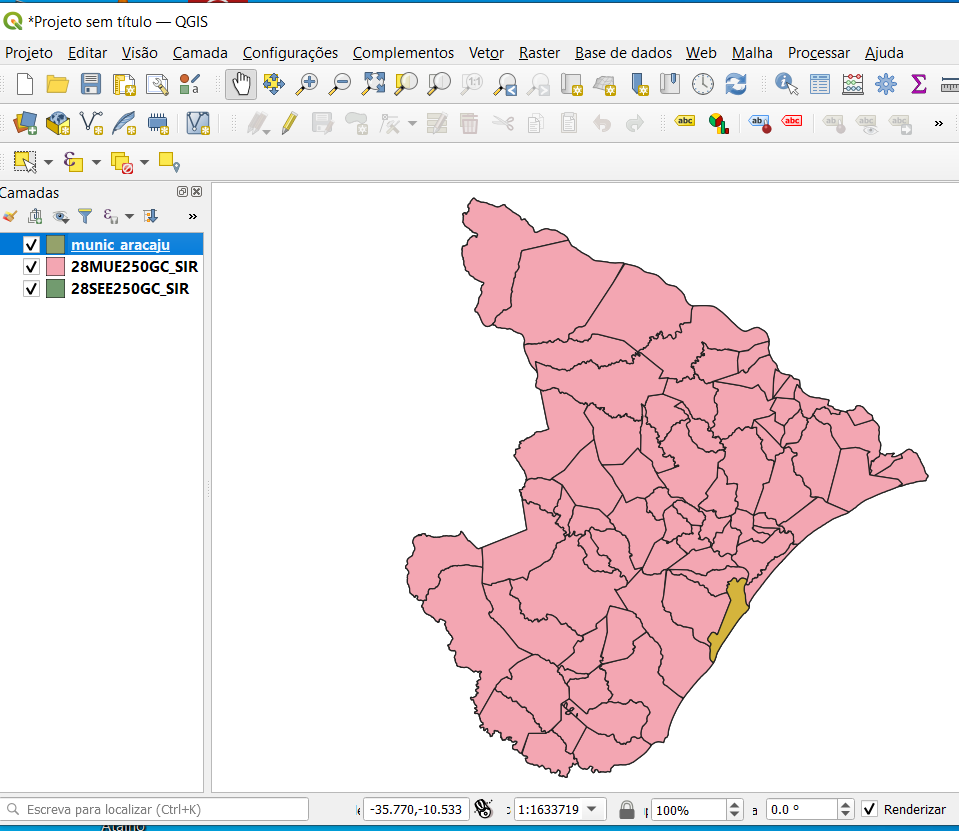 *Projeto sem título — QGIS
Projeto Editar Visão Camada Configurações Complementos Vetor Raster Base de dados Web Malha Processar Ajuda
abc abc abc
Camadas
munic_aracaju
28MUE250GC_SIR
28SEE250GC_SIR
Escreva para localizar (Ctrl+K) -35.770,-10.533 1:1633719 100% 0.0 ° Renderizar
Atalho